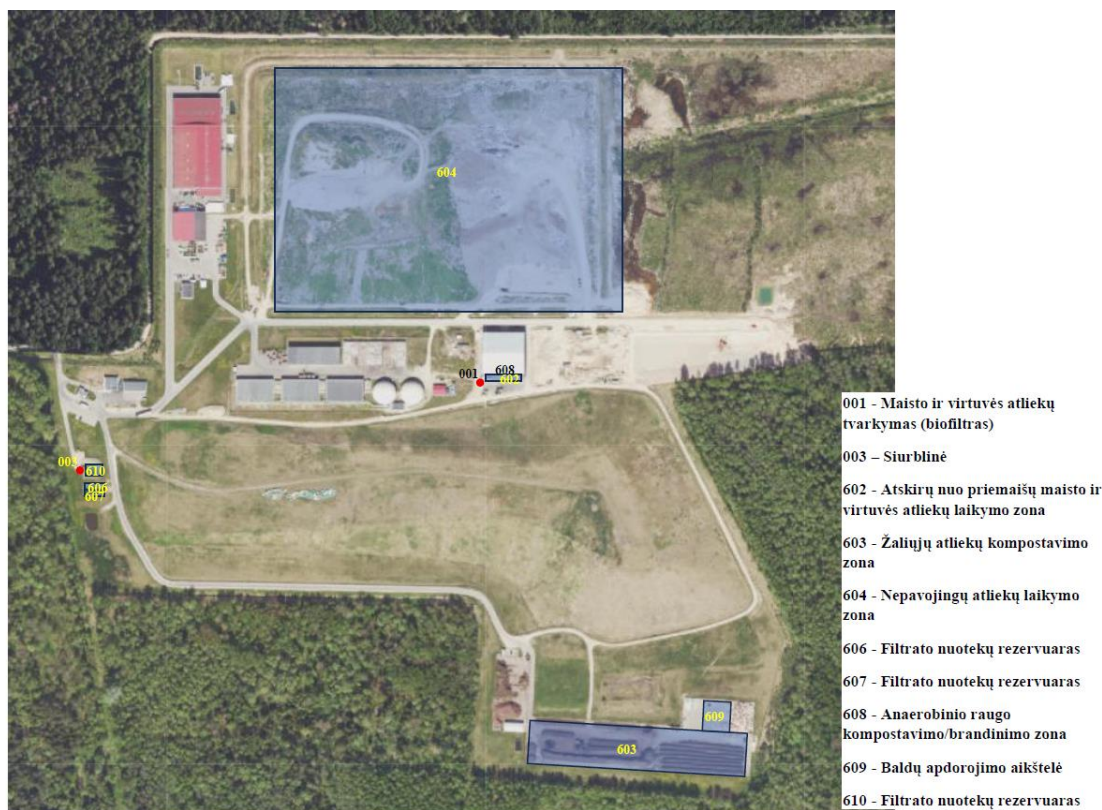 604
001
608
602
003
610
606
607
609
603
001 - Maisto ir virtuvės atliekų
tvarkymas (biofiltras)
003 – Siurblinė
602 - Atskirų nuo priemaišų maisto ir
virtuvės atliekų laikymo zona
603 - Žaliųjų atliekų kompostavimo
zona
604 - Nepavojingų atliekų laikymo
zona
606 - Filtrato nuotekų rezervuaras
607 - Filtrato nuotekų rezervuaras
608 - Anaerobinio raugo
kompostavimo/brandinimo zona
609 - Baldų apdorojimo aikštelė
610 - Filtrato nuotekų rezervuaras